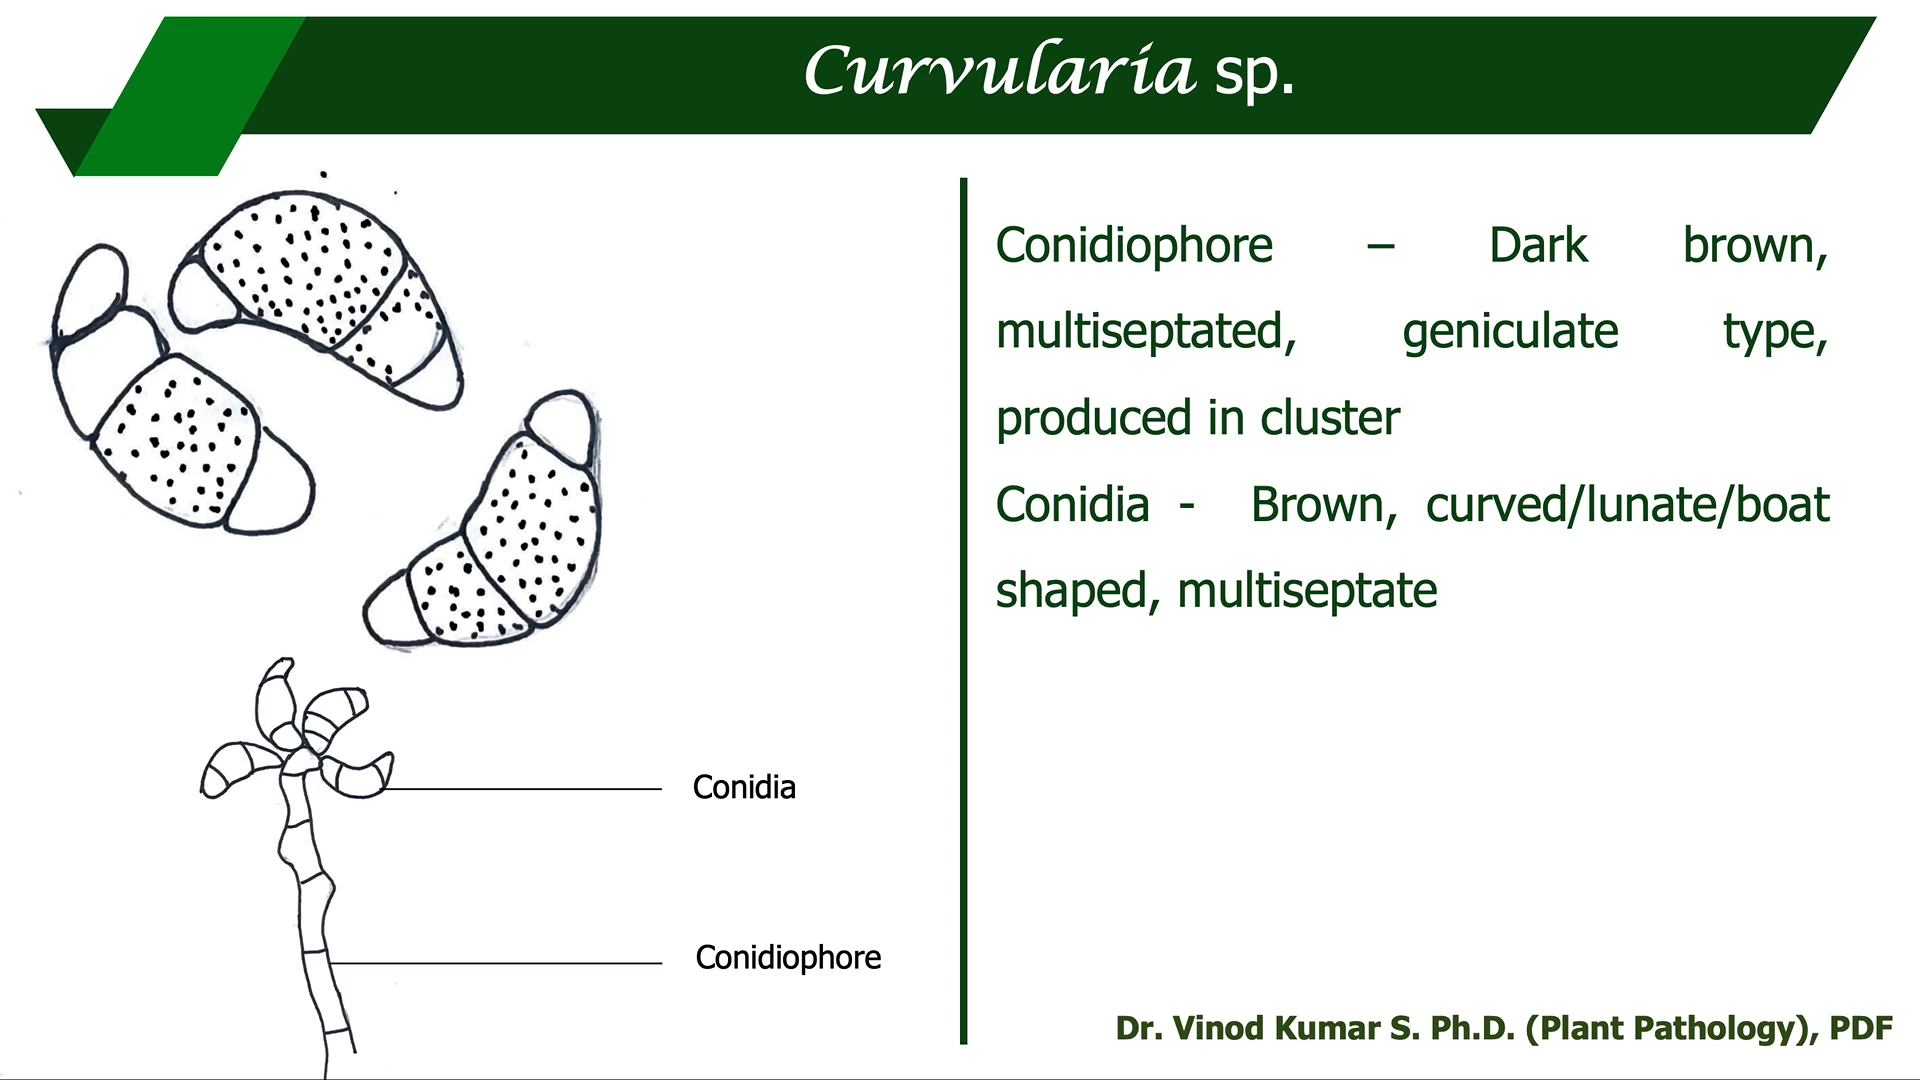 Curvularia sp.
Conidiophore – Dark brown,
multiseptated, geniculate type,
produced in cluster
Conidia - Brown, curved/lunate/boat
shaped, multiseptate
Conidia
Conidiophore
Dr. Vinod Kumar S. Ph.D. (Plant Pathology), PDF